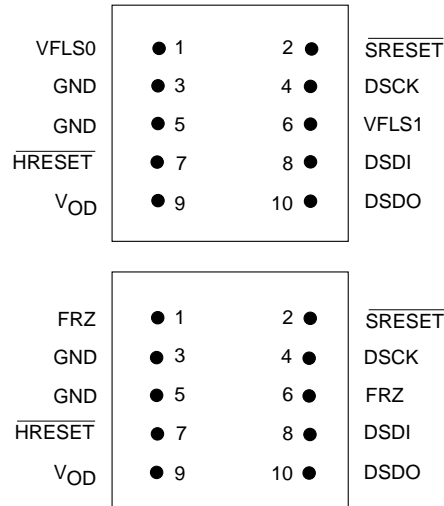 VFLS0 1 2 SRESET
GND 3 4 DSCK
GND 5 6 VFLS1
HRESET 7 8 DSDI
VOD 9 10 DSDO
FRZ 1 2 SRESET
GND 3 4 DSCK
GND 5 6 FRZ
HRESET 7 8 DSDI
VOD 9 10 DSDO